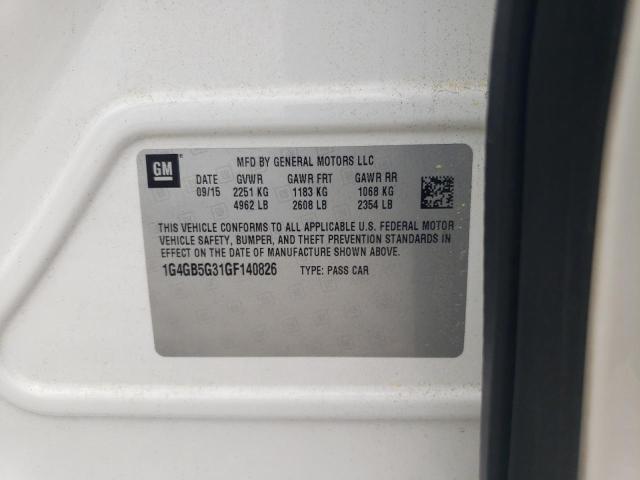 GM
MFD BY GENERAL MOTORS LLC
DATE GVWR GAWR FRT GAWR RR
09/15 2251 KG 1183 KG 1068 KG
4962 LB 2608 LB 2354 LB
THIS VEHICLE CONFORMS TO ALL APPLICABLE U.S. FEDERAL MOTOR
VEHICLE SAFETY, BUMPER, AND THEFT PREVENTION STANDARDS IN
EFFECT ON THE DATE OF MANUFACTURE SHOWN ABOVE.
1G4GB5G31GF140826 TYPE: PASS CAR